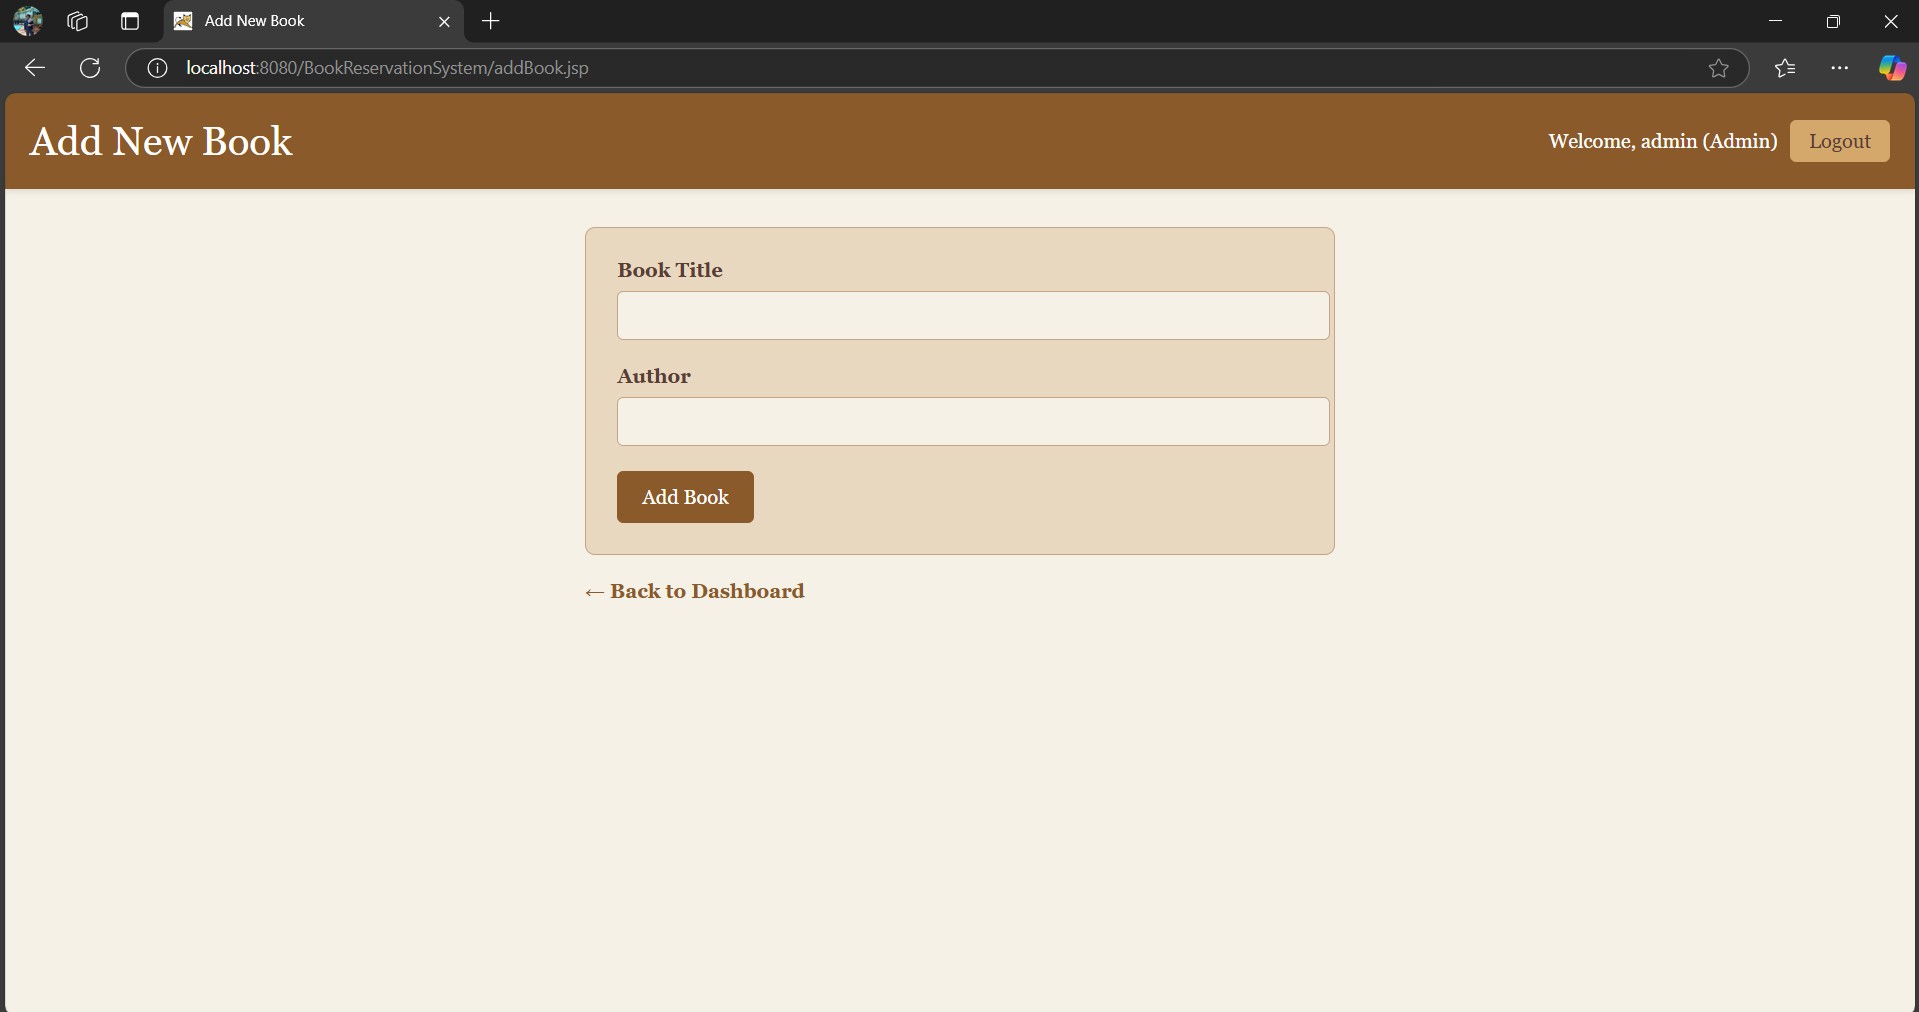 Add New Book
localhost:8080/BookReservationSystem/addBook.jsp
Add New Book
Welcome, admin (Admin)
Logout
Book Title
Author
Add Book
← Back to Dashboard